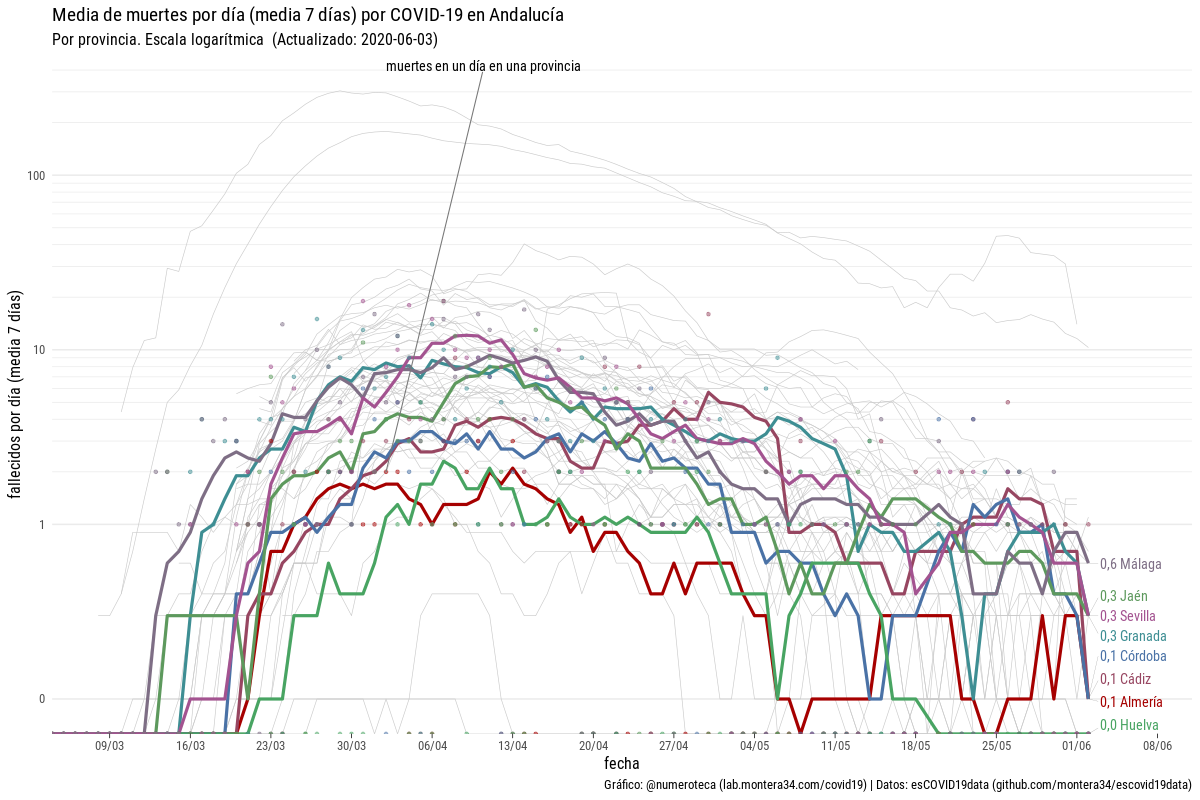 Media de muertes por día (media 7 días) por COVID-19 en Andalucía
Por provincia. Escala logarítmica (Actualizado: 2020-06-03)
muertes en un día en una provincia
fallecidos por día (media 7 días)
100
10
1
0
0,6 Málaga
0,3 Jaén
0,3 Sevilla
0,3 Granada
0,1 Córdoba
0,1 Cádiz
0,1 Almería
0,0 Huelva
09/03 16/03 23/03 30/03 06/04 13/04 20/04 27/04 04/05 11/05 18/05 25/05 01/06 08/06
fecha
Gráfico: @numeroteca (lab.montera34.com/covid19) | Datos: esCOVID19data (github.com/montera34/escovid19data)